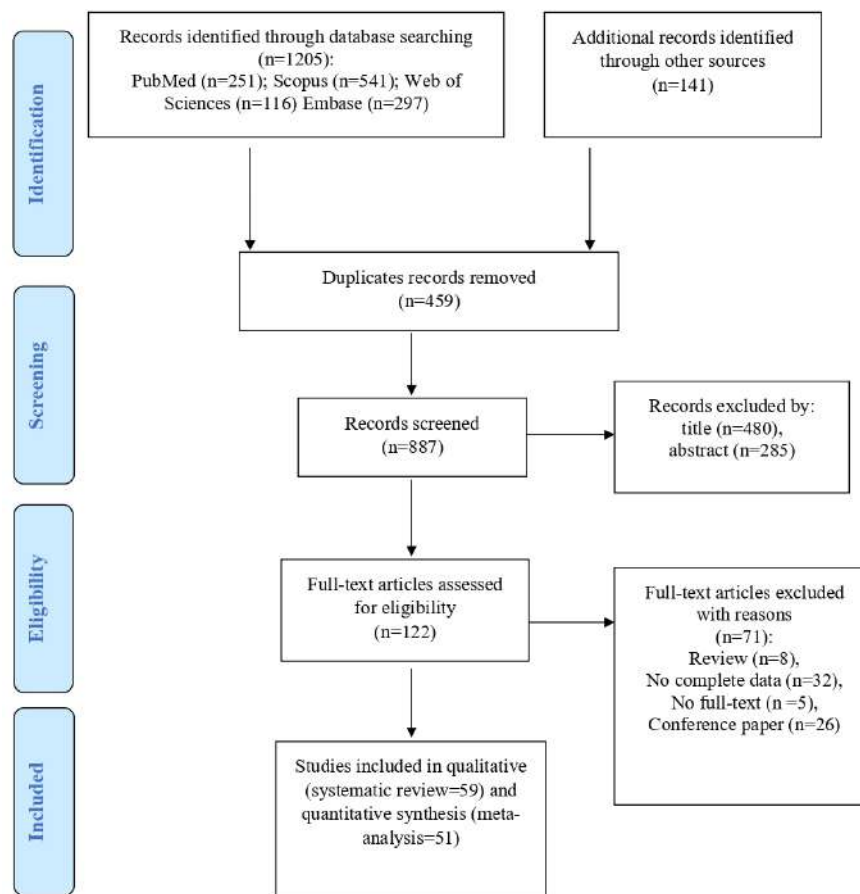 Identification
Records identified through database searching
(n=1205):
PubMed (n=251); Scopus (n=541); Web of
Sciences (n=116) Embase (n=297)
Additional records identified
through other sources
(n=141)
Duplicates records removed
(n=459)
Screening
Records screened
(n=887)
Records excluded by:
title (n=480),
abstract (n=285)
Eligibility
Full-text articles assessed
for eligibility
(n=122)
Full-text articles excluded
with reasons
(n=71):
Review (n=8),
No complete data (n=32),
No full-text (n =5),
Conference paper (n=26)
Included
Studies included in qualitative
(systematic review=59) and
quantitative synthesis (meta-
analysis=51)